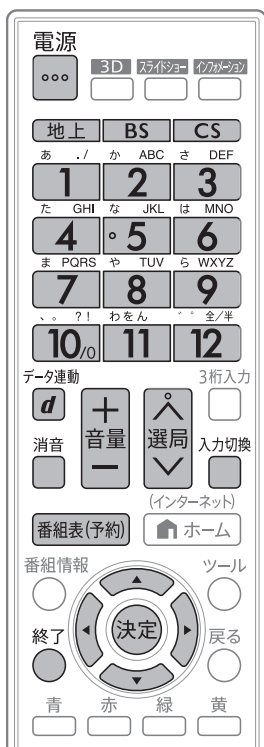 電源
3D スライドショー インフォメーション
地上 BS CS
あ ./ か ABC さ DEF
1 2 3
た GHI な JKL は MNO
4 5 6
ま PQRS や TUV ら WXYZ
7 8 9
、。 ?! わをん ゛゜ 全/半
10/0 11 12
データ連動 3桁入力
d + 音量 − 選局
消音 入力切換
(インターネット)
番組表(予約) ホーム
番組情報 ツール
決定
終了 戻る
青 赤 緑 黄